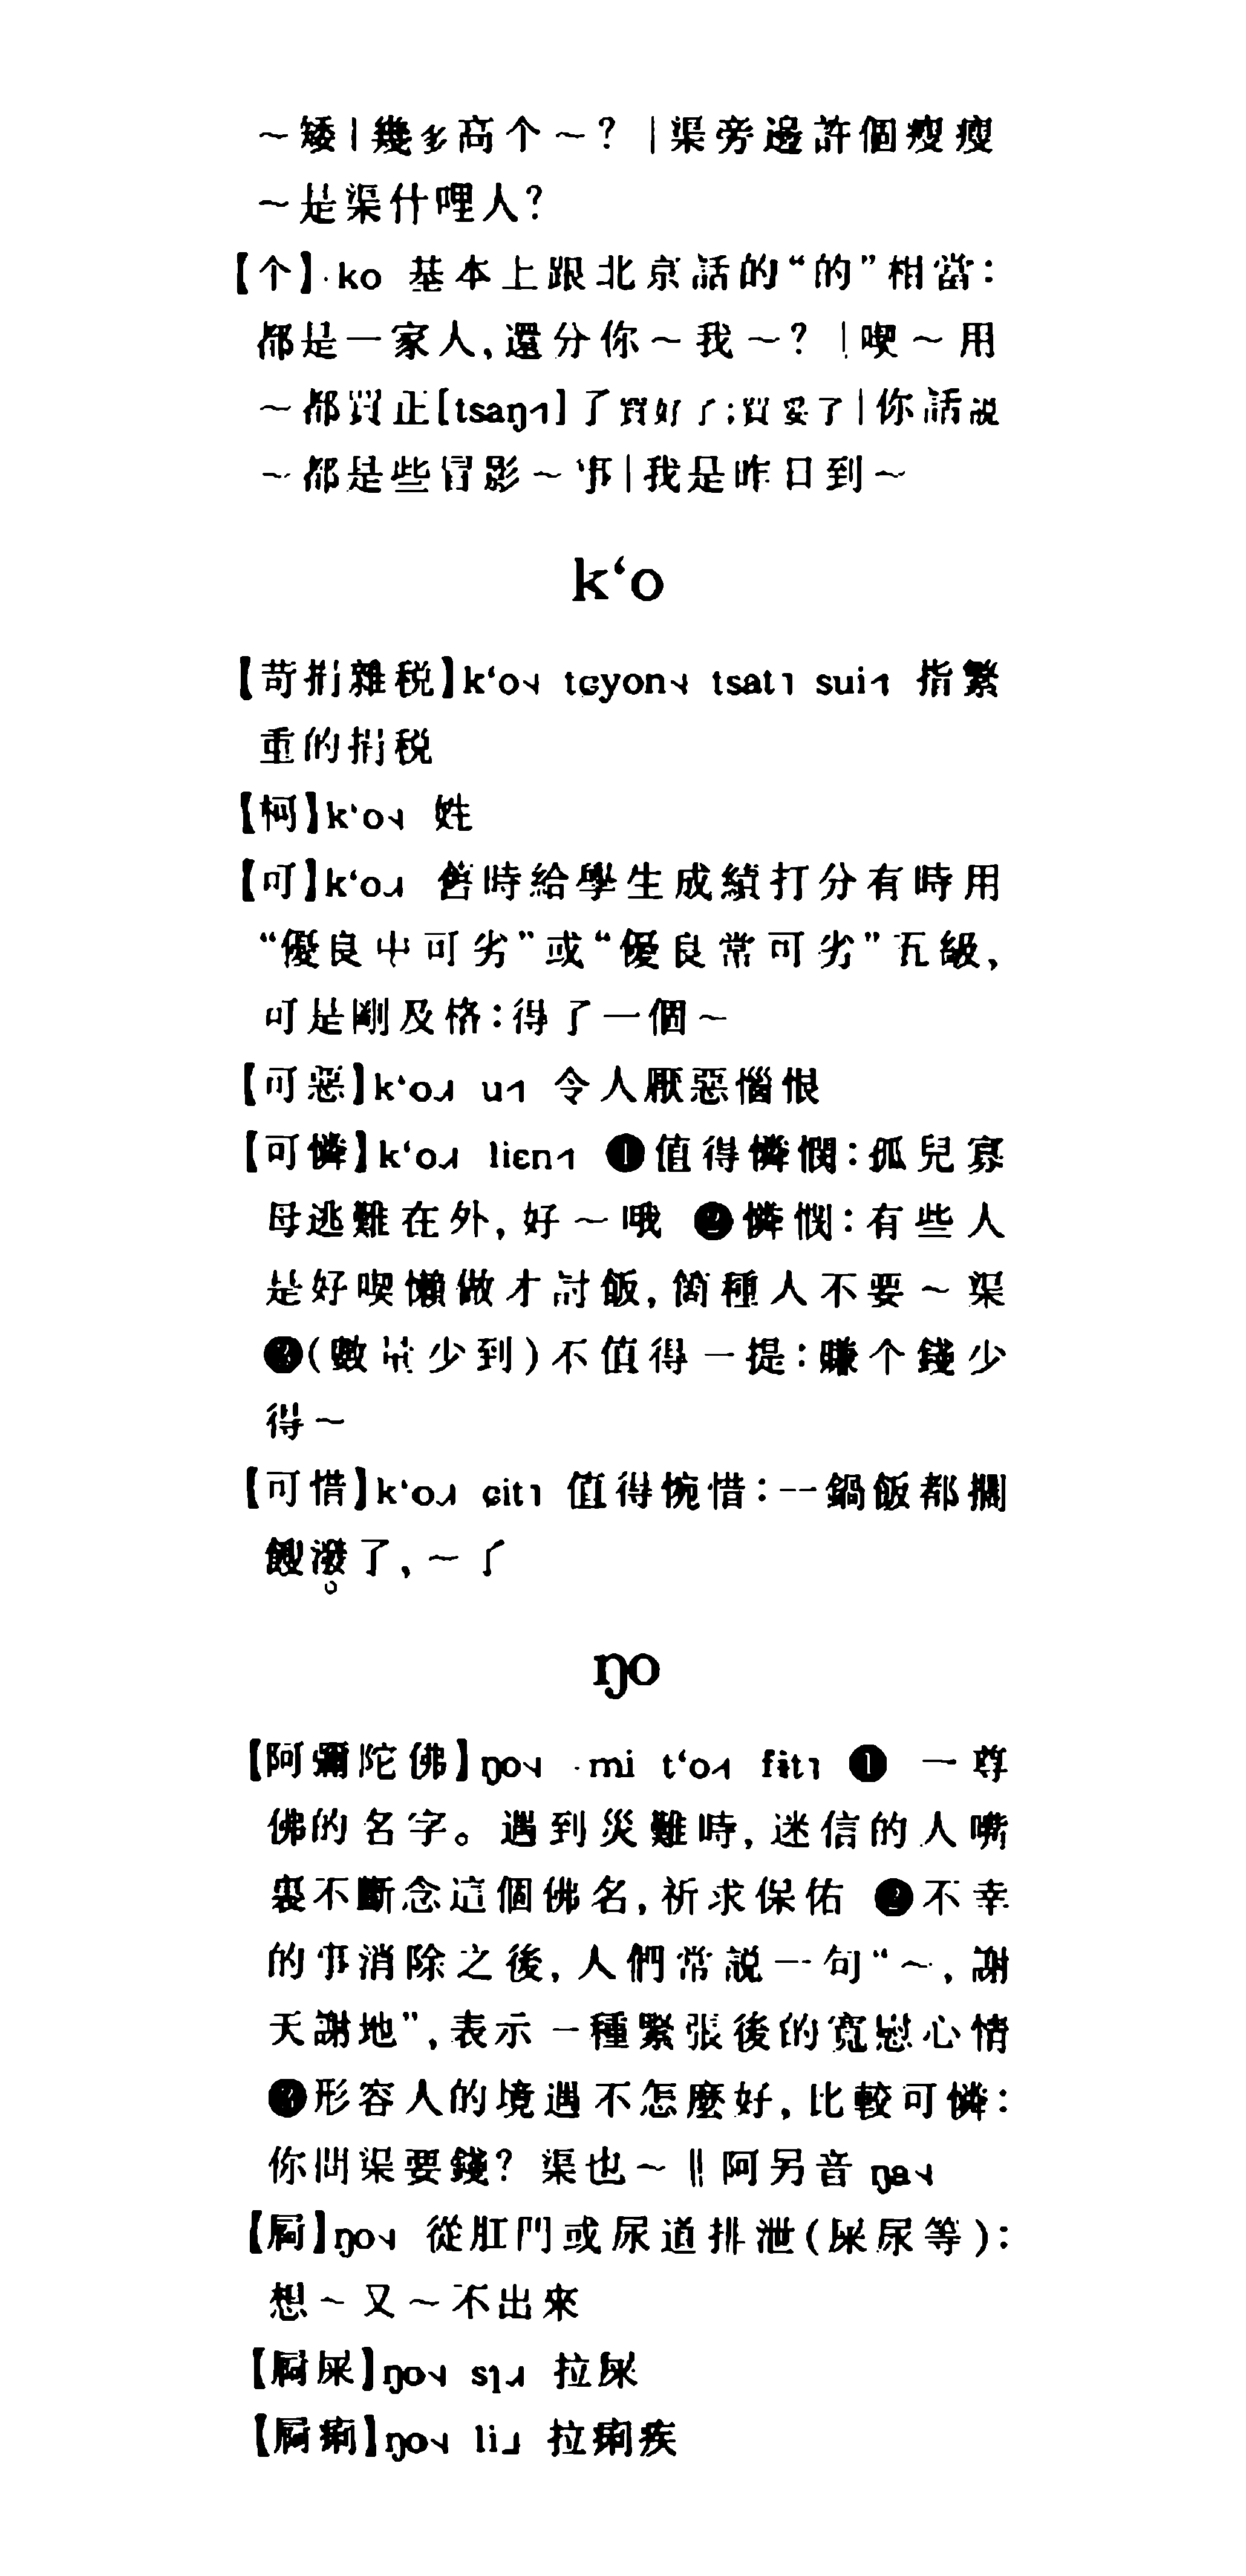 ～矮|幾多高个～？|渠旁邊許個瘦瘦
～是渠什哩人？
【个】·ko 基本上跟北京話的“的”相當：
都是一家人，還分你～我～？|喫～用
～都買正[tsaŋ˧˥]了買好了；買妥了|你話説
～都是些冒影～事|我是昨日到～
k‘o
【苛捐雜税】k‘o˦˨ tɕyon˦˨ tsat˥ sui˧˥ 指繁
重的捐税
【柯】k‘o˦˨ 姓
【可】k‘o˨˩˧ 舊時給學生成績打分有時用
“優良中可劣”或“優良常可劣”五級，
可是剛及格：得了一個～
【可惡】k‘o˨˩˧ u˧˥ 令人厭惡惱恨
【可憐】k‘o˨˩˧ liɛn˧˥ ❶值得憐憫：孤兒寡
母逃難在外，好～哦 ❷憐憫：有些人
是好喫懶做才討飯，箇種人不要～渠
❸（數量少到）不值得一提：賺个錢少
得～
【可惜】k‘o˨˩˧ ɕit˥ 值得惋惜：一鍋飯都擱
餿潑了，～了
ŋo
【阿彌陀佛】ŋo˦˨ ·mi t‘o˨˦ fɨt˥ ❶ 一尊
佛的名字。遇到災難時，迷信的人嘴
裏不斷念這個佛名，祈求保佑 ❷不幸
的事消除之後，人們常説一句“～，謝
天謝地”，表示一種緊張後的寬慰心情
❸形容人的境遇不怎麽好，比較可憐：
你問渠要錢？渠也～‖阿另音 ŋa˦˨
【屙】ŋo˦˨ 從肛門或尿道排泄（屎尿等）：
想～又～不出來
【屙屎】ŋo˦˨ sɿ˨˩˧ 拉屎
【屙痢】ŋo˦˨ li˩ 拉痢疾